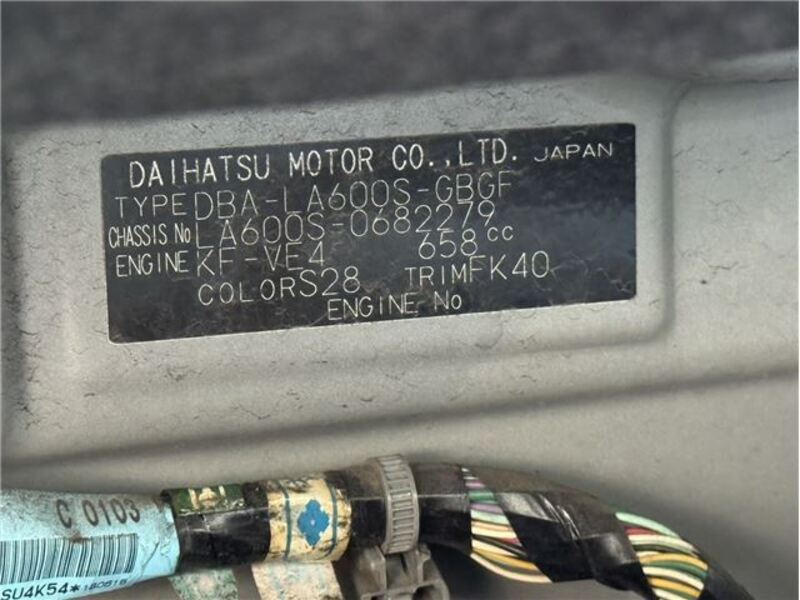 DAIHATSU MOTOR CO.,LTD. JAPAN
TYPE DBA-LA600S-GBGF
CHASSIS No LA600S-0682279
ENGINE KF-VE4 658cc
COLOR S28 TRIM FK40
ENGINE No
C 0103
SU4K54*180515